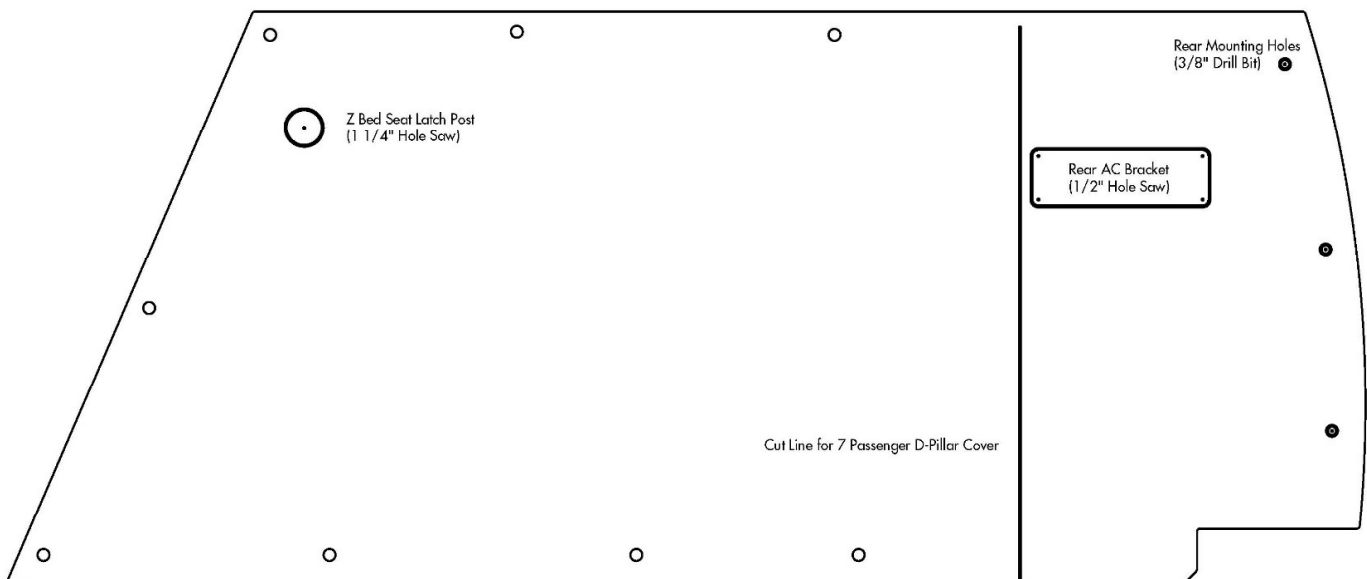 Rear Mounting Holes
(3/8" Drill Bit)
Z Bed Seat Latch Post
(1 1/4" Hole Saw)
Rear AC Bracket
(1/2" Hole Saw)
Cut Line for 7 Passenger D-Pillar Cover